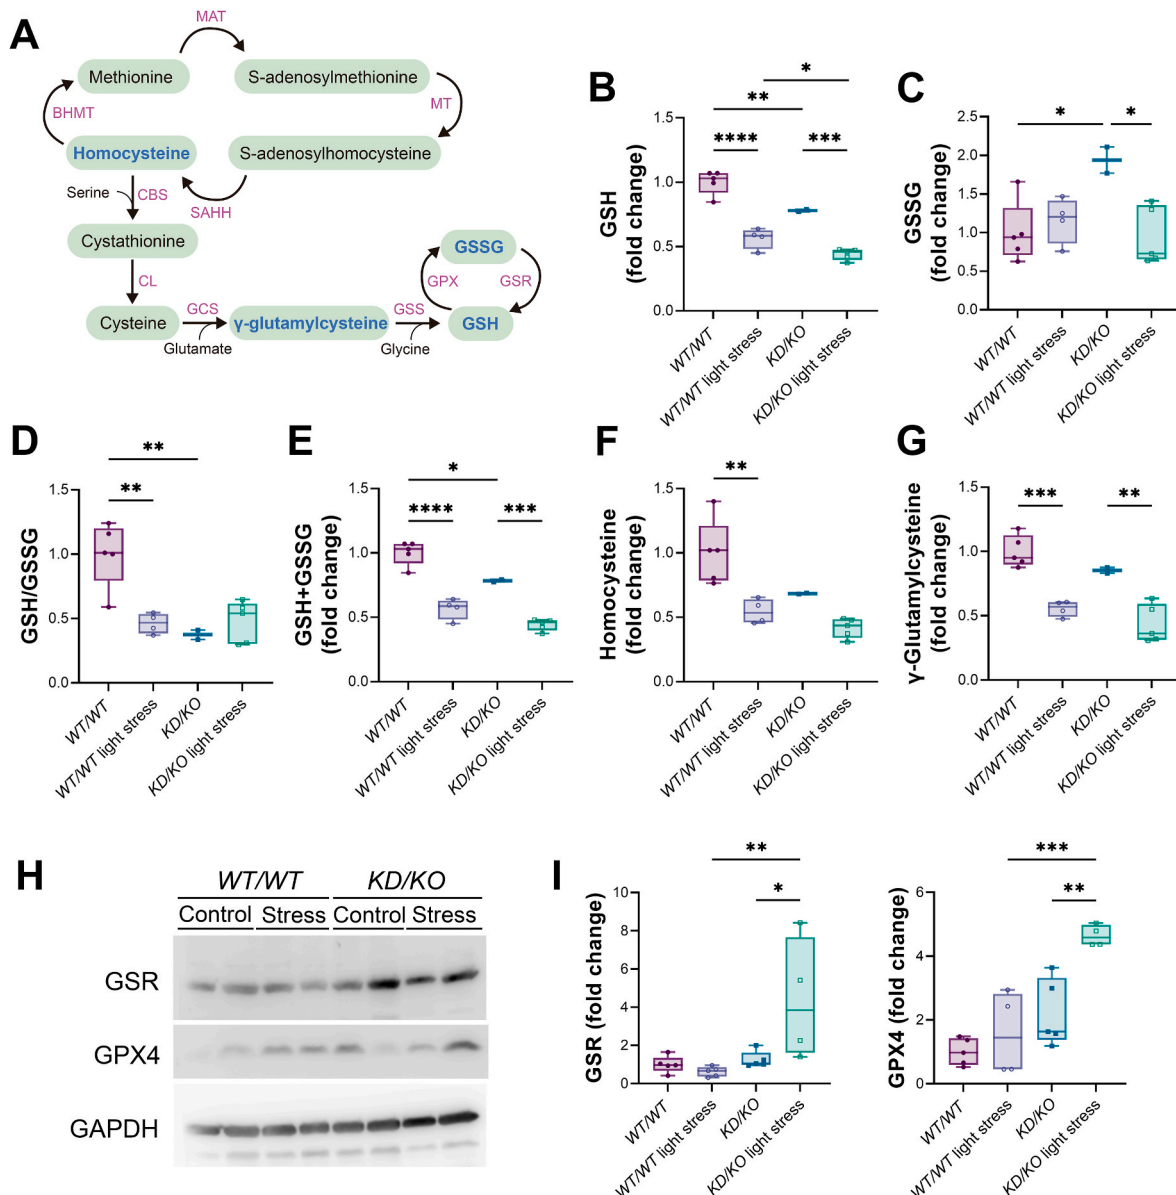 A
MAT
Methionine
S-adenosylmethionine
BHMT
MT
Homocysteine
S-adenosylhomocysteine
Serine
CBS
SAHH
Cystathionine
CL
GSSG
GPX
GSR
Cysteine
GCS
γ-glutamylcysteine
GSS
GSH
Glutamate
Glycine
B
GSH
(fold change)
1.5
1.0
0.5
0.0
**
*
****
***
WT/WT
WT/WT light stress
KD/KO
KD/KO light stress
C
GSSG
(fold change)
2.5
2.0
1.5
1.0
0.5
0.0
*
*
WT/WT
WT/WT light stress
KD/KO
KD/KO light stress
D
GSH/GSSG
1.5
1.0
0.5
0.0
**
**
WT/WT
WT/WT light stress
KD/KO
KD/KO light stress
E
GSH+GSSG
(fold change)
1.5
1.0
0.5
0.0
*
****
***
WT/WT
WT/WT light stress
KD/KO
KD/KO light stress
F
Homocysteine
(fold change)
1.5
1.0
0.5
0.0
**
WT/WT
WT/WT light stress
KD/KO
KD/KO light stress
G
γ-Glutamylcysteine
(fold change)
1.5
1.0
0.5
0.0
***
**
WT/WT
WT/WT light stress
KD/KO
KD/KO light stress
H
WT/WT KD/KO
Control Stress Control Stress
GSR
GPX4
GAPDH
I
GSR (fold change)
10
8
6
4
2
0
**
*
WT/WT
WT/WT light stress
KD/KO
KD/KO light stress
GPX4 (fold change)
6
4
2
0
***
**
WT/WT
WT/WT light stress
KD/KO
KD/KO light stress